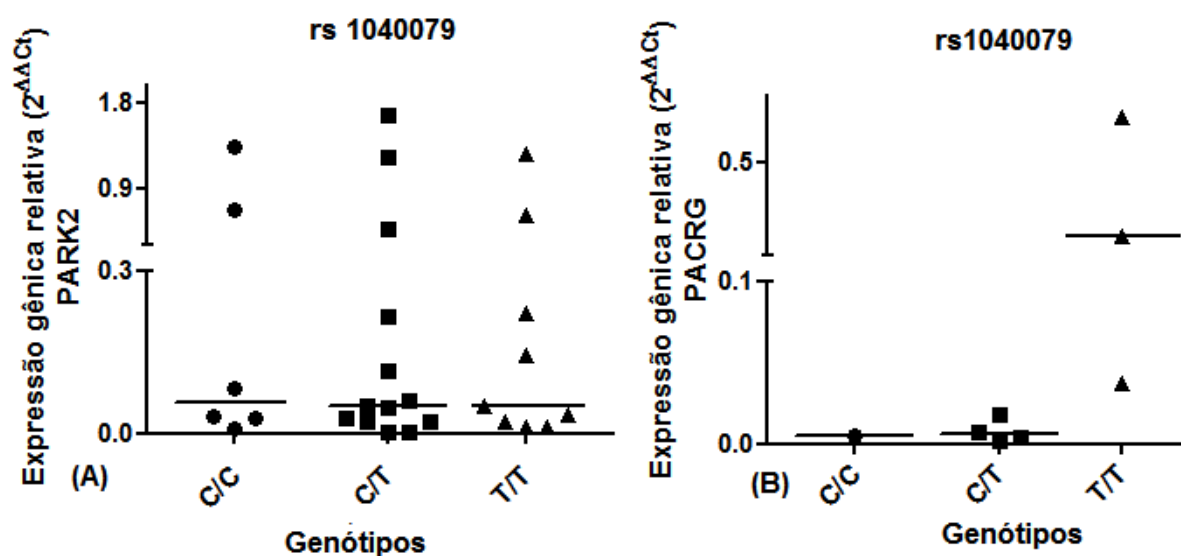 rs 1040079
Expressão gênica relativa (2^ΔΔCt)
PARK2
1.8
0.9
0.3
0.0
(A)
C/C
C/T
T/T
Genótipos
rs1040079
Expressão gênica relativa (2^ΔΔCt)
PACRG
0.5
0.1
0.0
(B)
C/C
C/T
T/T
Genótipos